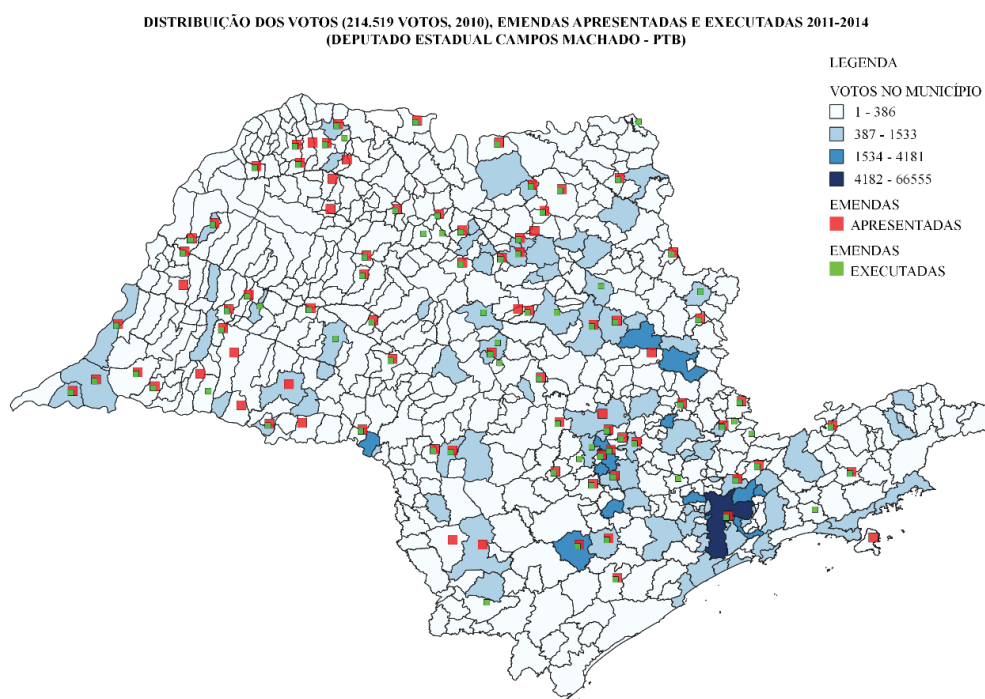 DISTRIBUIÇÃO DOS VOTOS (214.519 VOTOS, 2010), EMENDAS APRESENTADAS E EXECUTADAS 2011-2014
(DEPUTADO ESTADUAL CAMPOS MACHADO - PTB)
LEGENDA
VOTOS NO MUNICÍPIO
1 - 386
387 - 1533
1534 - 4181
4182 - 66555
EMENDAS
APRESENTADAS
EMENDAS
EXECUTADAS